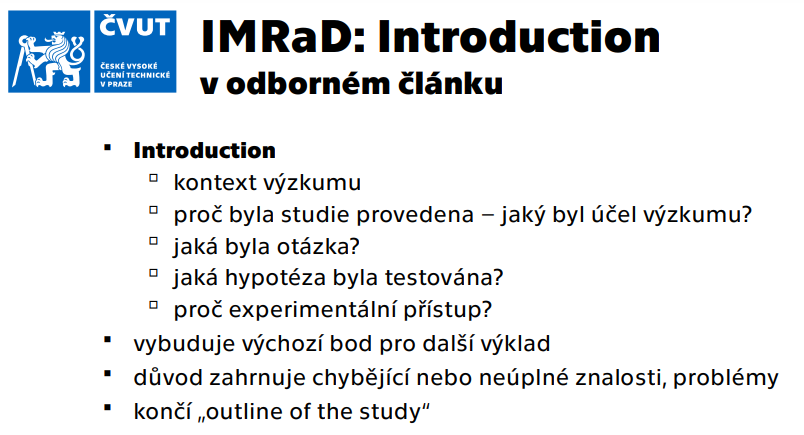 ČVUT
ČESKÉ VYSOKÉ
UČENÍ TECHNICKÉ
V PRAZE
IMRaD: Introduction
v odborném článku
▪ Introduction
▫ kontext výzkumu
▫ proč byla studie provedena – jaký byl účel výzkumu?
▫ jaká byla otázka?
▫ jaká hypotéza byla testována?
▫ proč experimentální přístup?
▪ vybuduje výchozí bod pro další výklad
▪ důvod zahrnuje chybějící nebo neúplné znalosti, problémy
▪ končí „outline of the study“